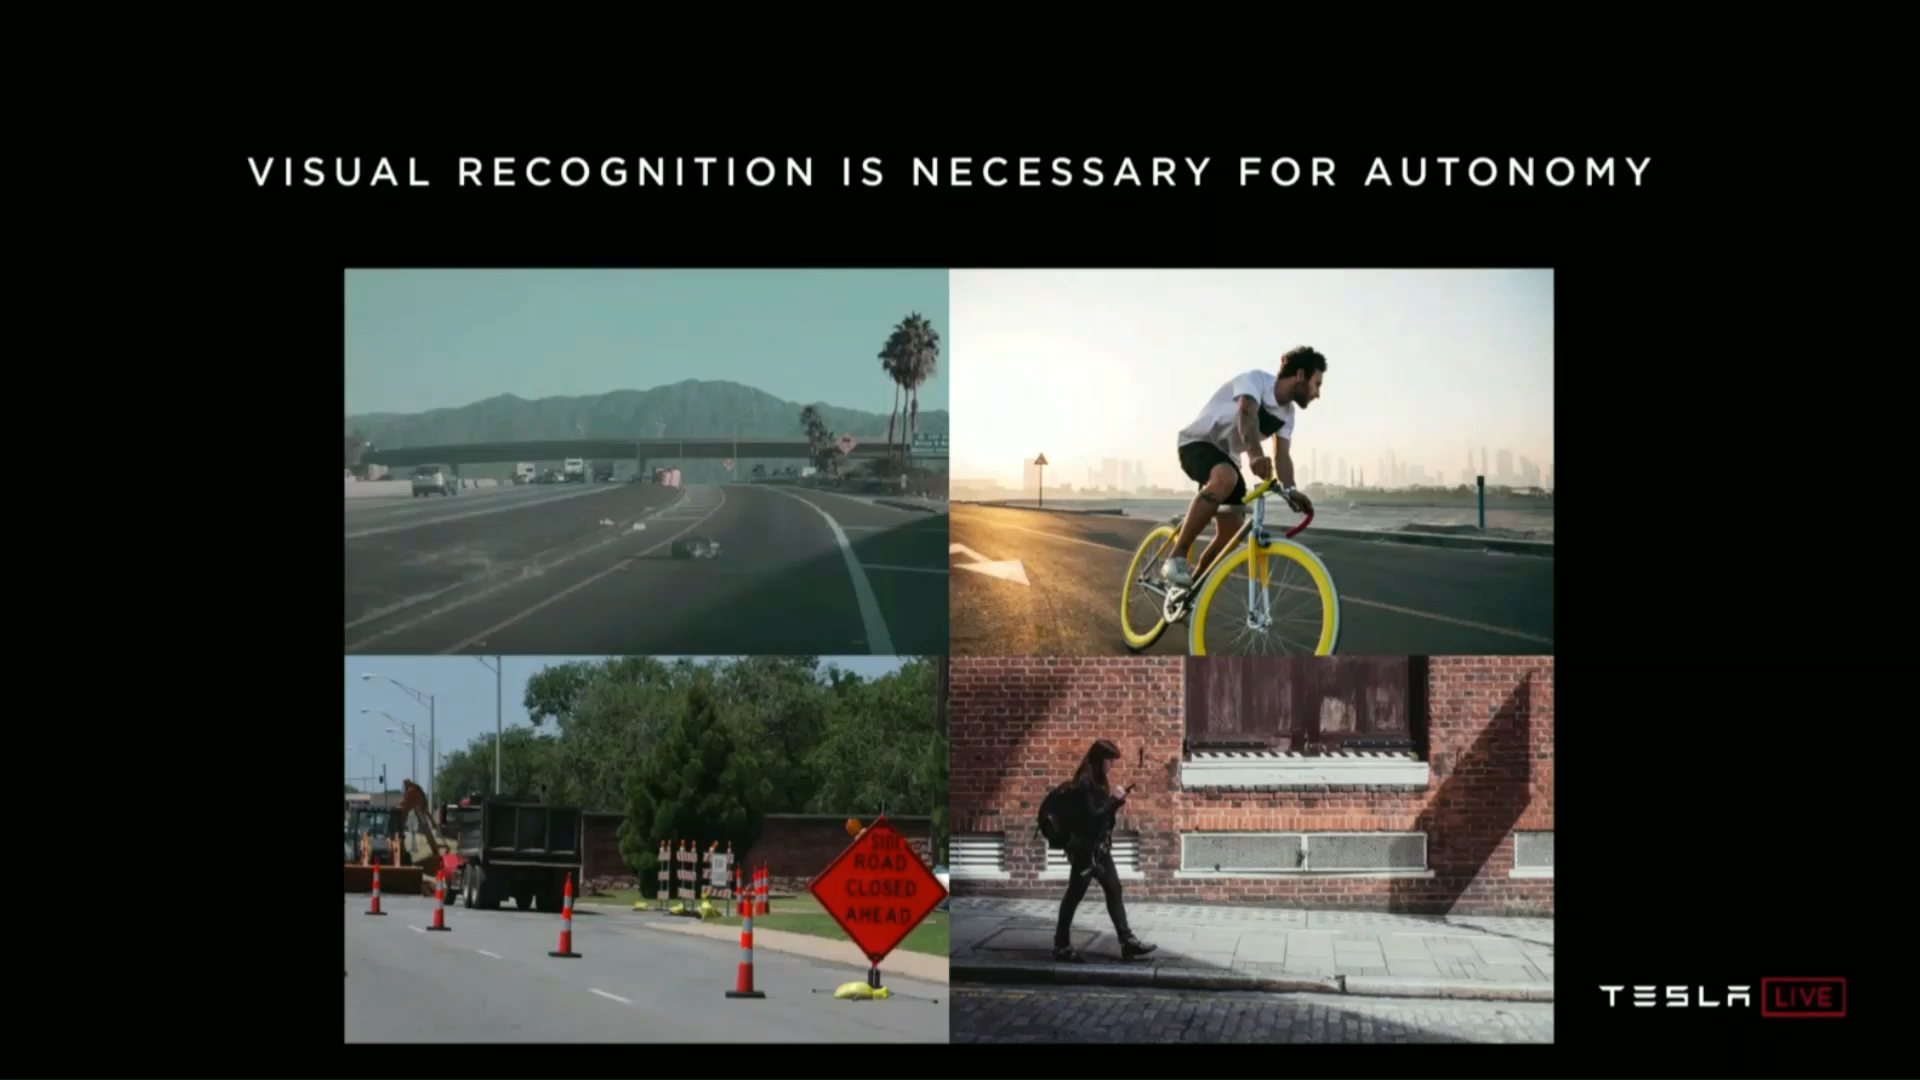 VISUAL RECOGNITION IS NECESSARY FOR AUTONOMY
ROAD
CLOSED
AHEAD
TESLA LIVE